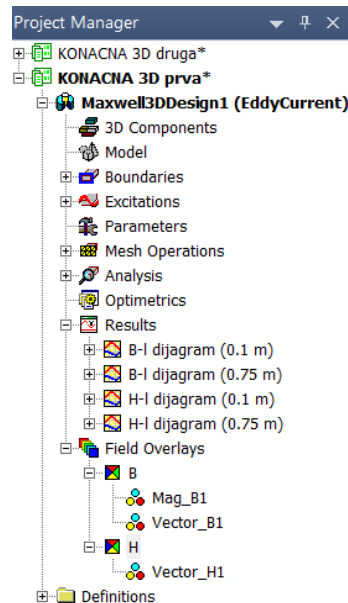 Project Manager
KONACNA 3D druga*
KONACNA 3D prva*
Maxwell3DDesign1 (EddyCurrent)
3D Components
Model
Boundaries
Excitations
Parameters
Mesh Operations
Analysis
Optimetrics
Results
B-l dijagram (0.1 m)
B-l dijagram (0.75 m)
H-l dijagram (0.1 m)
H-l dijagram (0.75 m)
Field Overlays
B
Mag_B1
Vector_B1
H
Vector_H1
Definitions